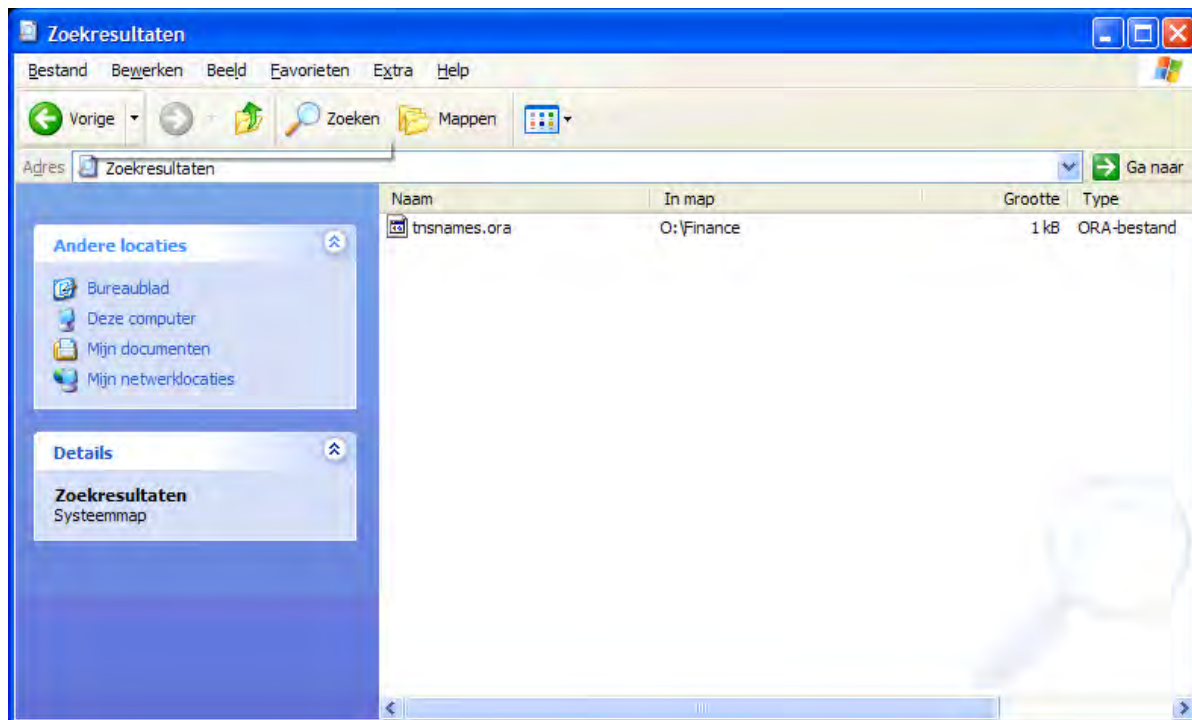 Zoekresultaten
Bestand Bewerken Beeld Favorieten Extra Help
Vorige Zoeken Mappen
Adres Zoekresultaten Ga naar
Naam In map Grootte Type
tnsnames.ora O:\Finance 1 kB ORA-bestand
Andere locaties
Bureaublad
Deze computer
Mijn documenten
Mijn netwerklocaties
Details
Zoekresultaten
Systeemmap